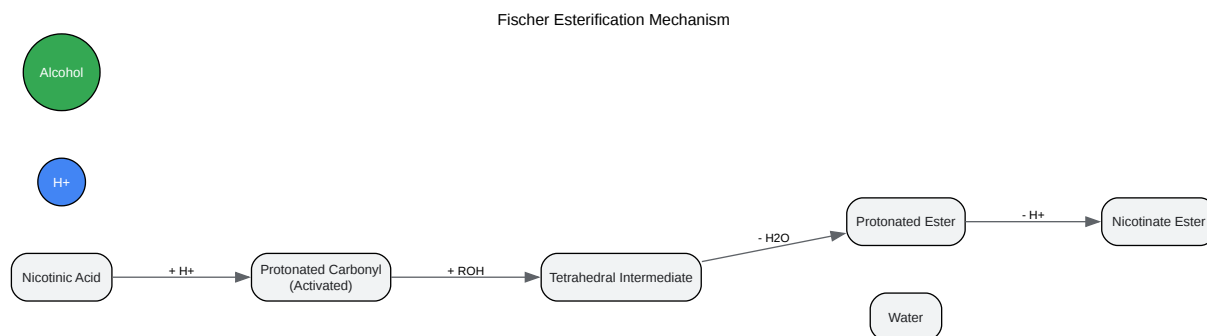 Fischer Esterification Mechanism
Alcohol
H+
Nicotinic Acid
+ H+
Protonated Carbonyl
(Activated)
+ ROH
Tetrahedral Intermediate
- H2O
Protonated Ester
- H+
Nicotinate Ester
Water